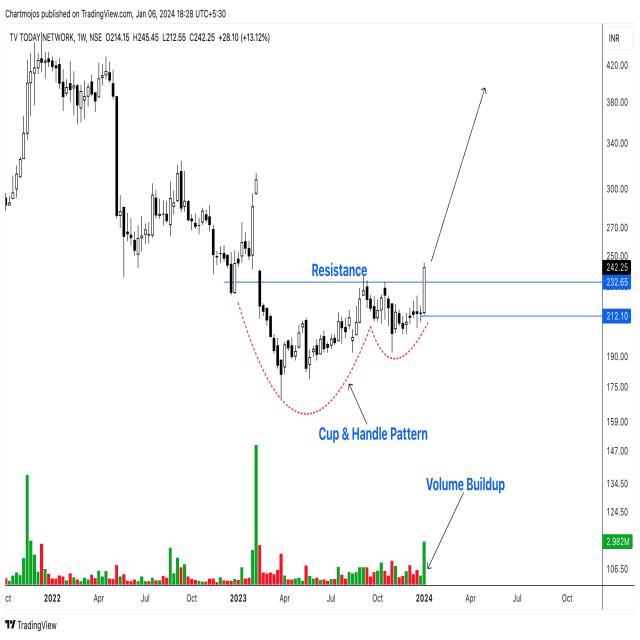 Chartmojos published on TradingView.com, Jan 06, 2024 18:28 UTC+5:30
TV TODAY NETWORK, 1W, NSE O214.15 H245.45 L212.55 C242.25 +28.10 (+13.12%)
INR
420.00
380.00
340.00
300.00
270.00
250.00
242.25
Resistance
232.65
212.10
190.00
175.00
159.00
Cup & Handle Pattern
147.00
134.50
Volume Buildup
124.50
2.982M
106.50
ct 2022 Apr Jul Oct 2023 Apr Jul Oct 2024 Apr Jul Oct
TradingView